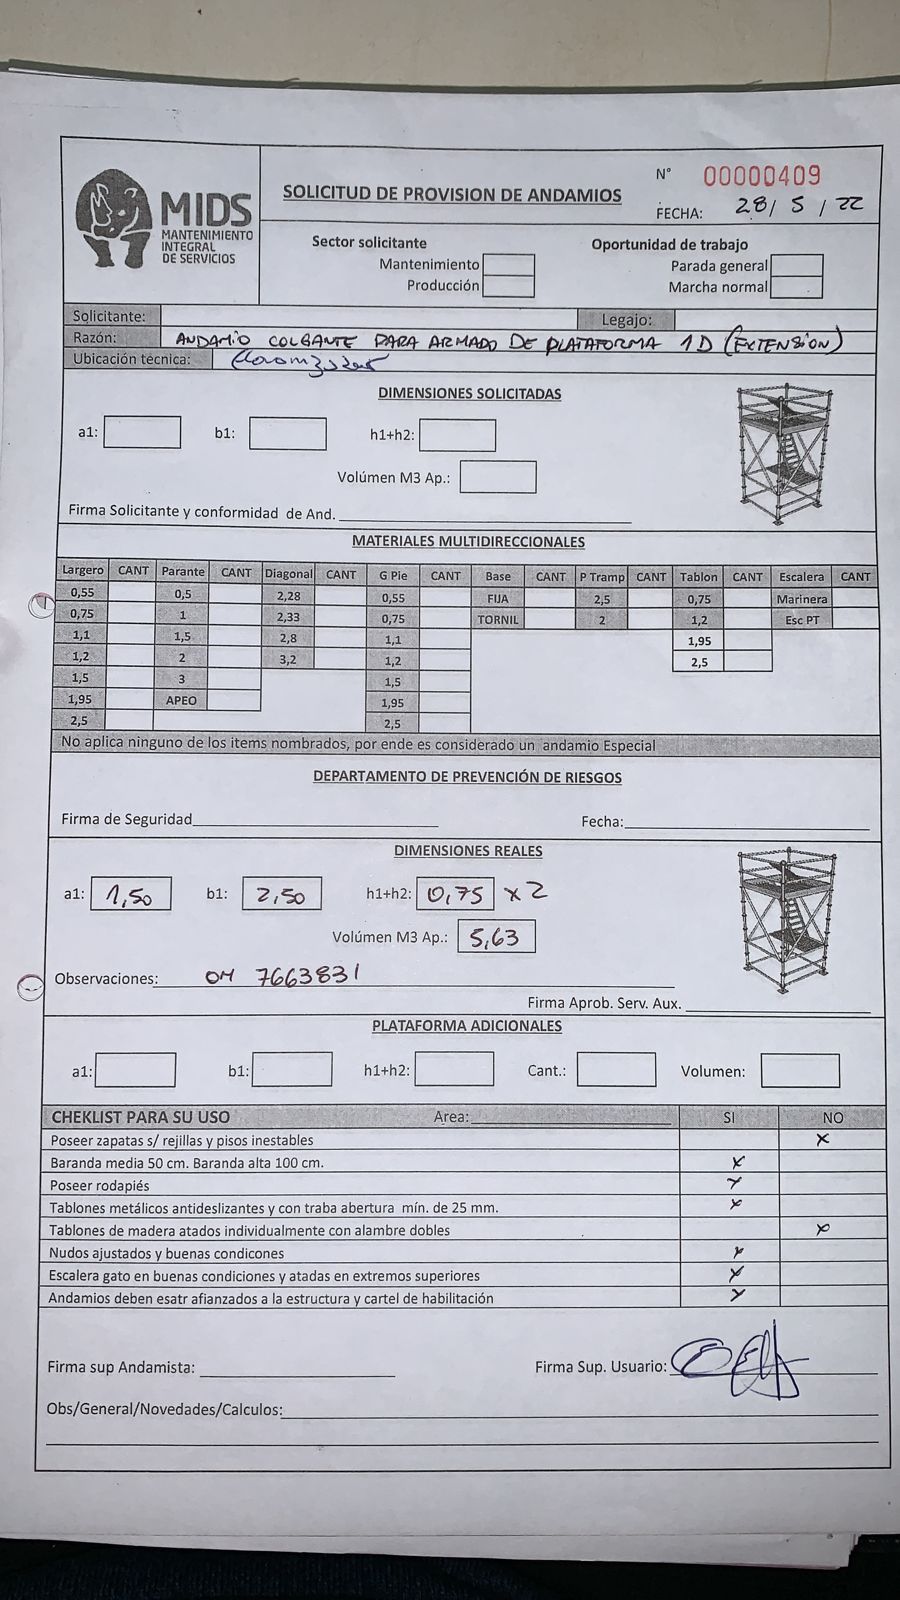 MIDS
MANTENIMIENTO
INTEGRAL
DE SERVICIOS
SOLICITUD DE PROVISION DE ANDAMIOS
N° 00000409
FECHA: 28/ 5 / 22
Sector solicitante
Mantenimiento
Producción
Oportunidad de trabajo
Parada general
Marcha normal
Solicitante: Legajo:
Razón: ANDAMIO COLGANTE PARA ARMADO DE PLATAFORMA 1D (EXTENSION)
Ubicación tecnica:
DIMENSIONES SOLICITADAS
a1: b1: h1+h2:
Volúmen M3 Ap.:
Firma Solicitante y conformidad de And.
MATERIALES MULTIDIRECCIONALES
Largero CANT Parante CANT Diagonal CANT G Pie CANT Base CANT P Tramp CANT Tablon CANT Escalera CANT
0,55 0,5 2,28 0,55 FIJA 2,5 0,75 Marinera
0,75 1 2,33 0,75 TORNIL 2 1,2 Esc PT
1,1 1,5 2,8 1,1 1,95
1,2 2 3,2 1,2 2,5
1,5 3 1,5
1,95 APEO 1,95
2,5 2,5
No aplica ninguno de los items nombrados, por ende es considerado un andamio Especial
DEPARTAMENTO DE PREVENCIÓN DE RIESGOS
Firma de Seguridad Fecha:
DIMENSIONES REALES
a1: 1,50 b1: 2,50 h1+h2: 0,75 x 2
Volúmen M3 Ap.: 5,63
Observaciones: OM 7663831
Firma Aprob. Serv. Aux.
PLATAFORMA ADICIONALES
a1: b1: h1+h2: Cant.: Volumen:
CHEKLIST PARA SU USO Area: SI NO
Poseer zapatas s/ rejillas y pisos inestables x
Baranda media 50 cm. Baranda alta 100 cm. x
Poseer rodapiés x
Tablones metálicos antideslizantes y con traba abertura mín. de 25 mm. x
Tablones de madera atados individualmente con alambre dobles x
Nudos ajustados y buenas condicones x
Escalera gato en buenas condiciones y atadas en extremos superiores x
Andamios deben esatr afianzados a la estructura y cartel de habilitación x
Firma sup Andamista: Firma Sup. Usuario:
Obs/General/Novedades/Calculos: